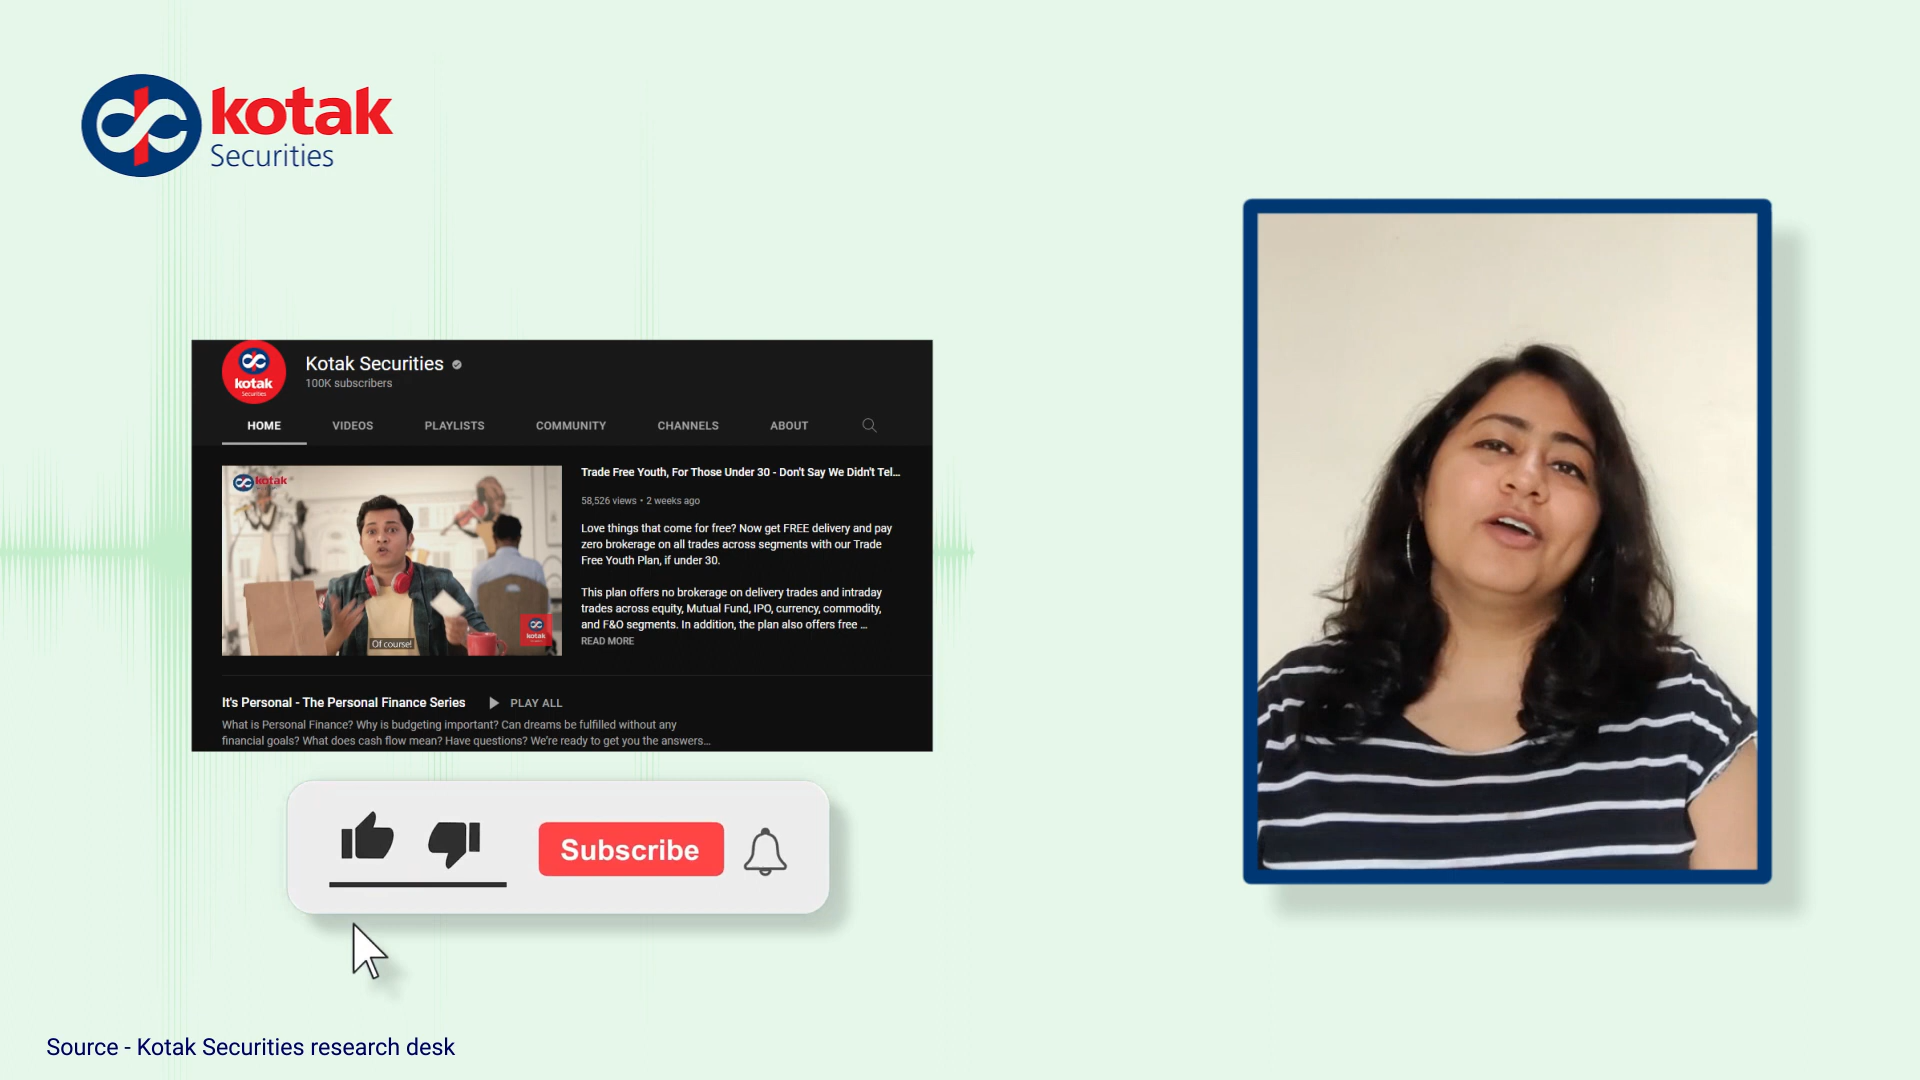 kotak
Securities
kotak
Securities
Kotak Securities
100K subscribers
HOME
VIDEOS
PLAYLISTS
COMMUNITY
CHANNELS
ABOUT
kotak
Of course!
kotak
Trade Free Youth, For Those Under 30 - Don't Say We Didn't Tel...
58,526 views • 2 weeks ago
Love things that come for free? Now get FREE delivery and pay
zero brokerage on all trades across segments with our Trade
Free Youth Plan, if under 30.
This plan offers no brokerage on delivery trades and intraday
trades across equity, Mutual Fund, IPO, currency, commodity,
and F&O segments. In addition, the plan also offers free ...
READ MORE
It's Personal - The Personal Finance Series
PLAY ALL
What is Personal Finance? Why is budgeting important? Can dreams be fulfilled without any
financial goals? What does cash flow mean? Have questions? We're ready to get you the answers...
Subscribe
Source - Kotak Securities research desk